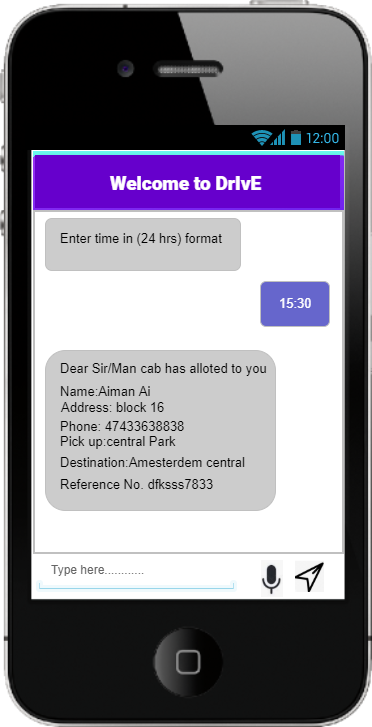 12:00
Welcome to DrIvE
Enter time in (24 hrs) format
15:30
Dear Sir/Man cab has alloted to you
Name:Aiman Ai
Address: block 16
Phone: 47433638838
Pick up:central Park
Destination:Amesterdem central
Reference No. dfksss7833
Type here............